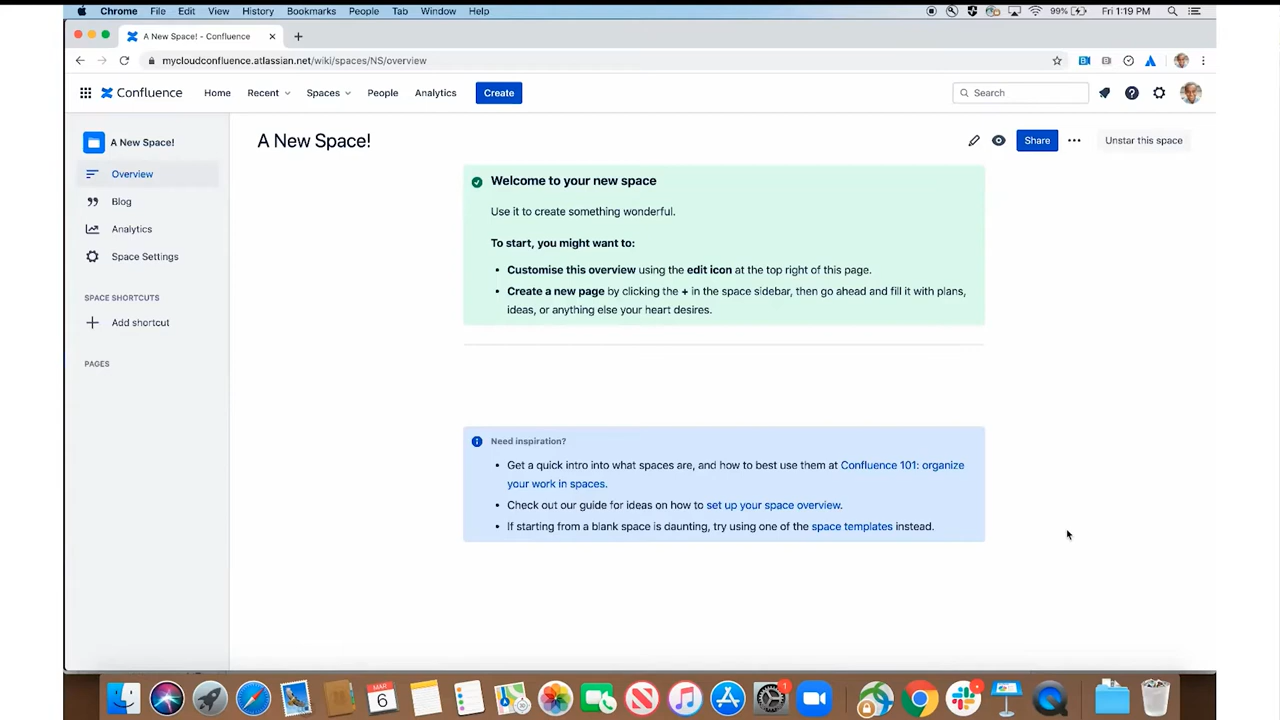 Chrome File Edit View History Bookmarks People Tab Window Help 99% Fri 1:19 PM
A New Space! - Confluence
mycloudconfluence.atlassian.net/wiki/spaces/NS/overview
Confluence Home Recent Spaces People Analytics Create Search
A New Space!
Overview
Blog
Analytics
Space Settings
SPACE SHORTCUTS
Add shortcut
PAGES
A New Space! Share Unstar this space
Welcome to your new space
Use it to create something wonderful.
To start, you might want to:
• Customise this overview using the edit icon at the top right of this page.
• Create a new page by clicking the + in the space sidebar, then go ahead and fill it with plans,
ideas, or anything else your heart desires.
Need inspiration?
• Get a quick intro into what spaces are, and how to best use them at Confluence 101: organize
your work in spaces.
• Check out our guide for ideas on how to set up your space overview.
• If starting from a blank space is daunting, try using one of the space templates instead.
MAR
6